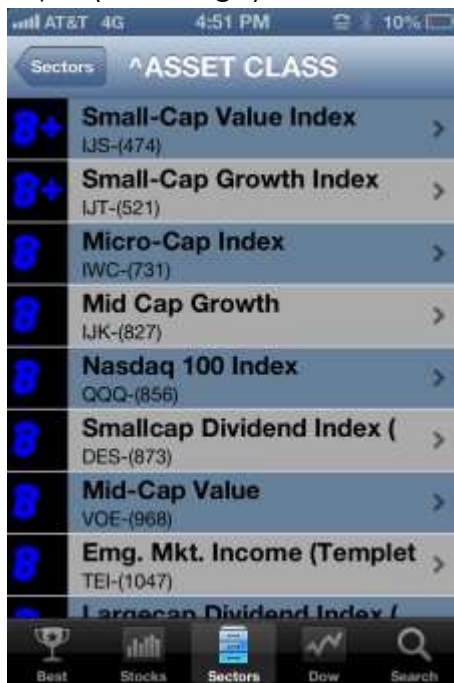 AT&T 4G 4:51 PM 10%
Sectors ^ASSET CLASS
8+ Small-Cap Value Index
IJS-(474)
8+ Small-Cap Growth Index
IJT-(521)
8 Micro-Cap Index
IWC-(731)
8 Mid Cap Growth
IJK-(827)
8 Nasdaq 100 Index
QQQ-(856)
8 Smallcap Dividend Index (
DES-(873)
8 Mid-Cap Value
VOE-(968)
8 Emg. Mkt. Income (Templet
TEI-(1047)
Largecap Dividend Index (
Best Stocks Sectors Dow Search